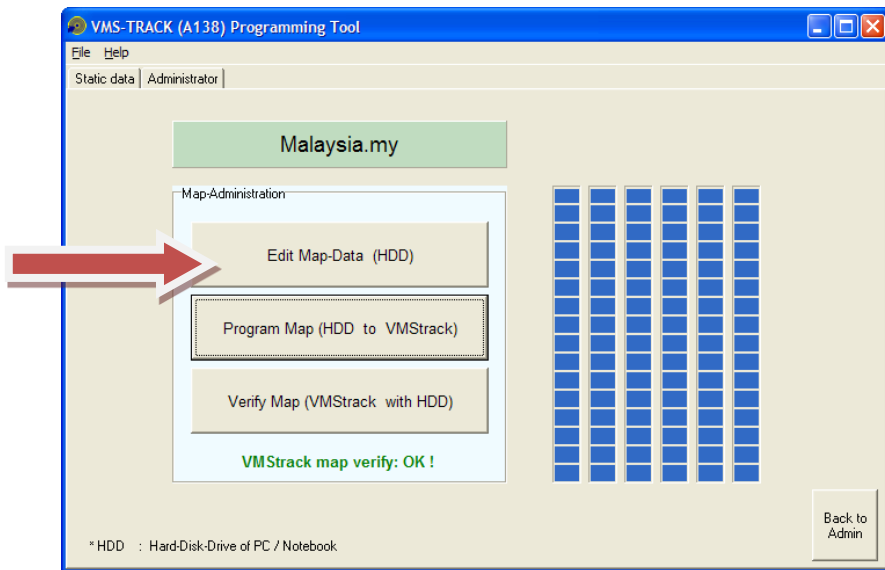 VMS-TRACK (A138) Programming Tool
File Help
Static data Administrator
Malaysia.my
Map-Administration
Edit Map-Data (HDD)
Program Map (HDD to VMStrack)
Verify Map (VMStrack with HDD)
VMStrack map verify: OK !
Back to
Admin
* HDD : Hard-Disk-Drive of PC / Notebook